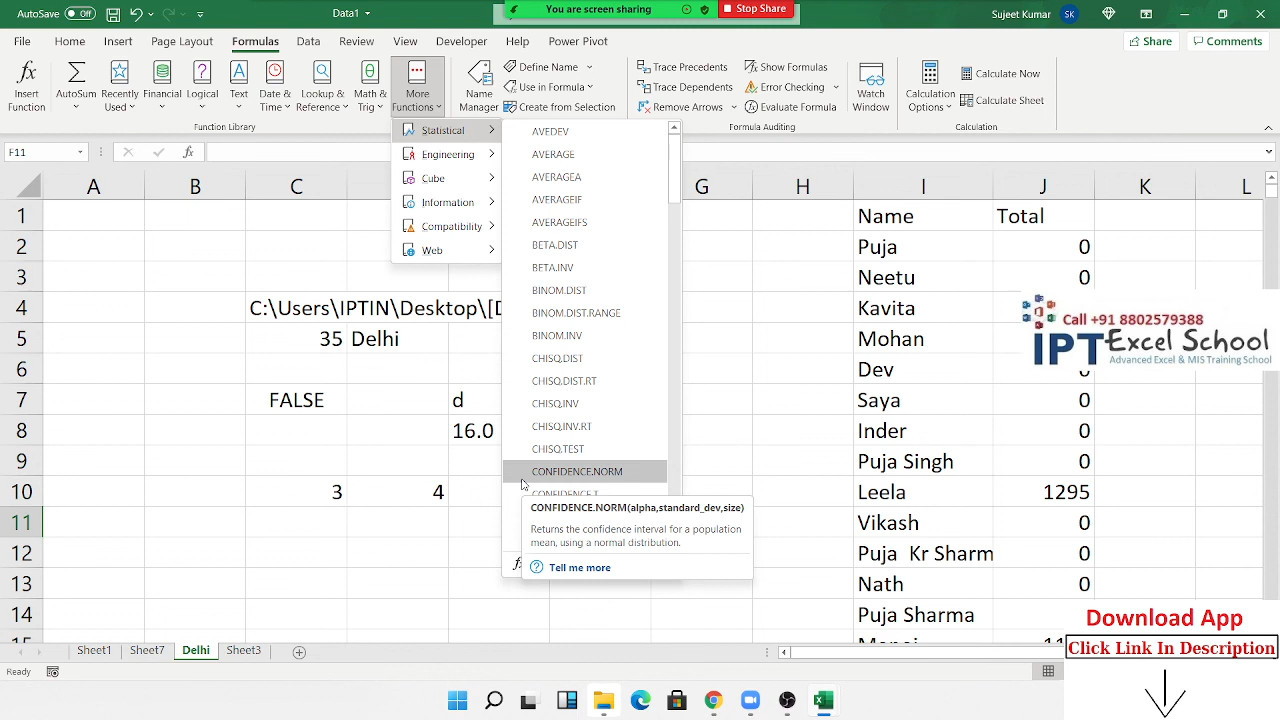 AutoSave Off
Data1
You are screen sharing
Stop Share
Sujeet Kumar
SK
File Home Insert Page Layout Formulas Data Review View Developer Help Power Pivot
Share
Comments
Insert Function
AutoSum
Recently Used
Financial
Logical
Text
Date & Time
Lookup & Reference
Math & Trig
More Functions
Function Library
Name Manager
Define Name
Use in Formula
Create from Selection
Trace Precedents
Trace Dependents
Remove Arrows
Show Formulas
Error Checking
Evaluate Formula
Formula Auditing
Watch Window
Calculation Options
Calculate Now
Calculate Sheet
Calculation
Statistical
Engineering
Cube
Information
Compatibility
Web
AVEDEV
AVERAGE
AVERAGEA
AVERAGEIF
AVERAGEIFS
BETA.DIST
BETA.INV
BINOM.DIST
BINOM.DIST.RANGE
BINOM.INV
CHISQ.DIST
CHISQ.DIST.RT
CHISQ.INV
CHISQ.INV.RT
CHISQ.TEST
CONFIDENCE.NORM
CONFIDENCE.T
CONFIDENCE.NORM(alpha,standard_dev,size)
Returns the confidence interval for a population
mean, using a normal distribution.
Tell me more
F11
fx
A B C G H I J K L
1 Name Total
2 Puja 0
3 Neetu 0
4 C:\Users\IPTIN\Desktop\[D Kavita
5 35 Delhi Mohan
6 Dev
7 FALSE d Saya 0
8 16.0 Inder 0
9 Puja Singh 0
10 3 4 Leela 1295
11 Vikash 0
12 Puja Kr Sharm 0
13 Nath 0
14 Puja Sharma
15
Call +91 8802579388
IPT Excel School
Advanced Excel & MIS Training School
Download App
Click Link In Description
Sheet1 Sheet7 Delhi Sheet3
Ready